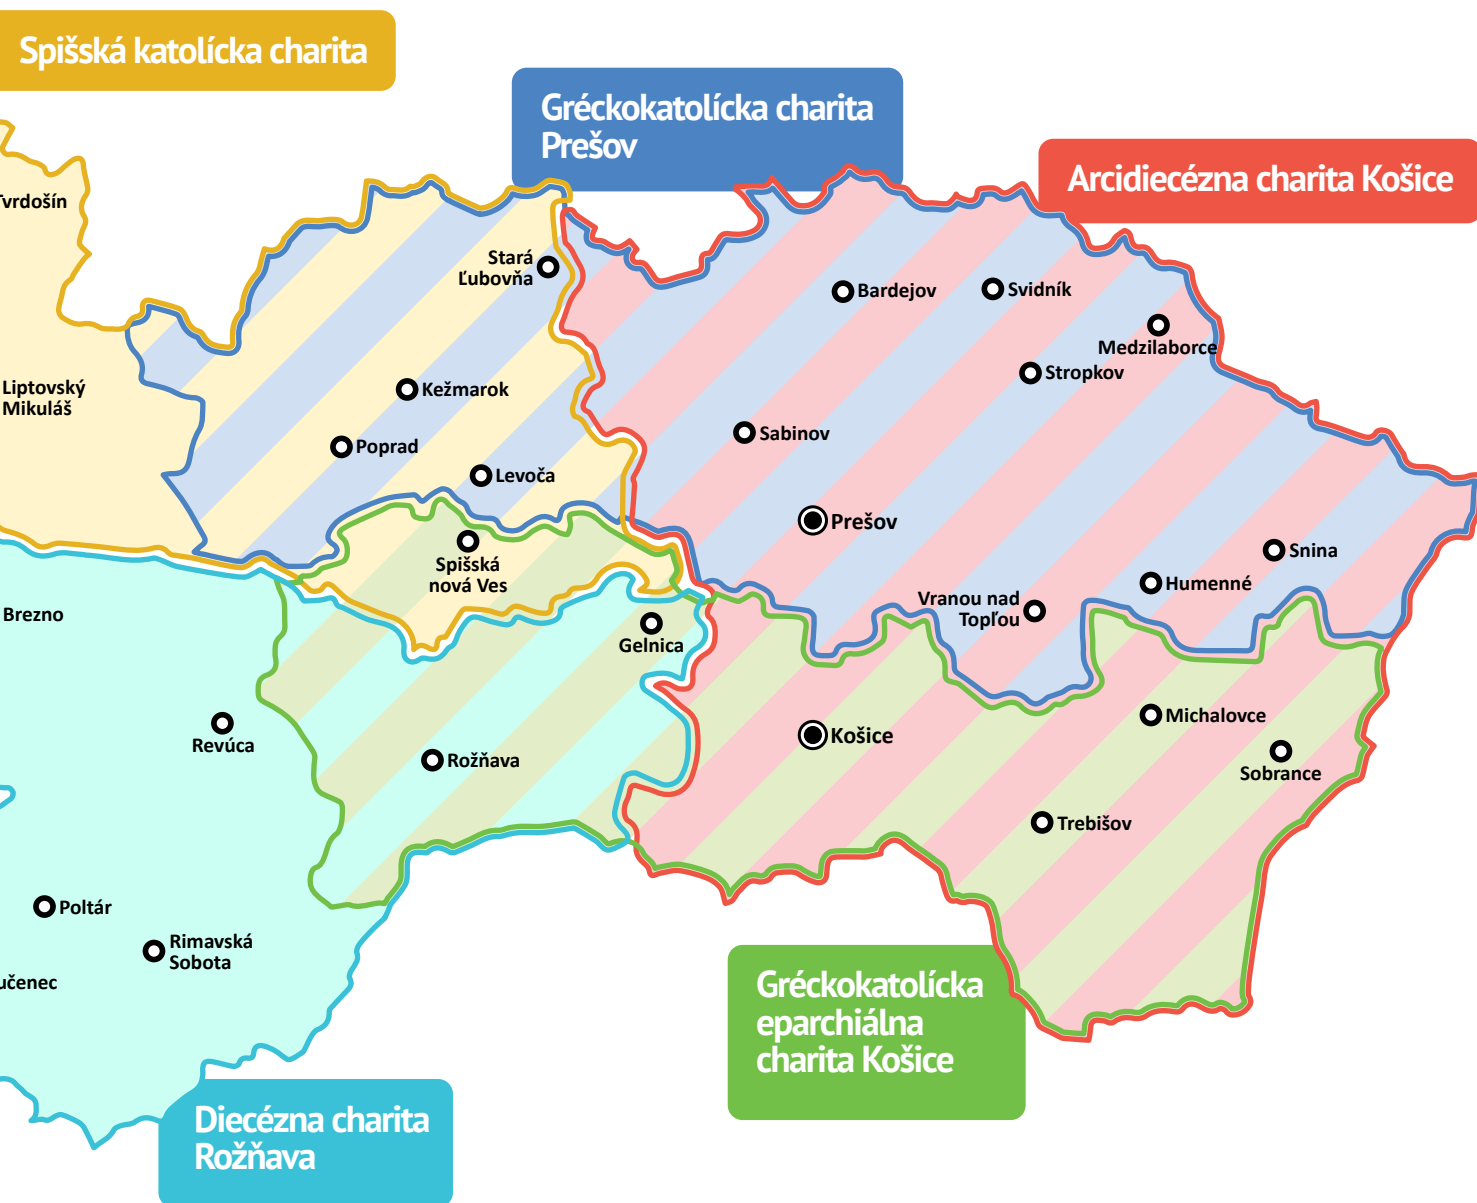 Spišská katolícka charita
Gréckokatolícka charita
Prešov
Arcidiecézna charita Košice
Tvrdošín
Stará
Ľubovňa
Bardejov
Svidník
Medzilaborce
Stropkov
Liptovský
Mikuláš
Kežmarok
Poprad
Levoča
Sabinov
Prešov
Spišská
nová Ves
Snina
Humenné
Vranou nad
Topľou
Brezno
Gelnica
Revúca
Rožňava
Košice
Michalovce
Sobrance
Trebišov
Poltár
Rimavská
Sobota
učenec
Gréckokatolícka
eparchiálna
charita Košice
Diecézna charita
Rožňava